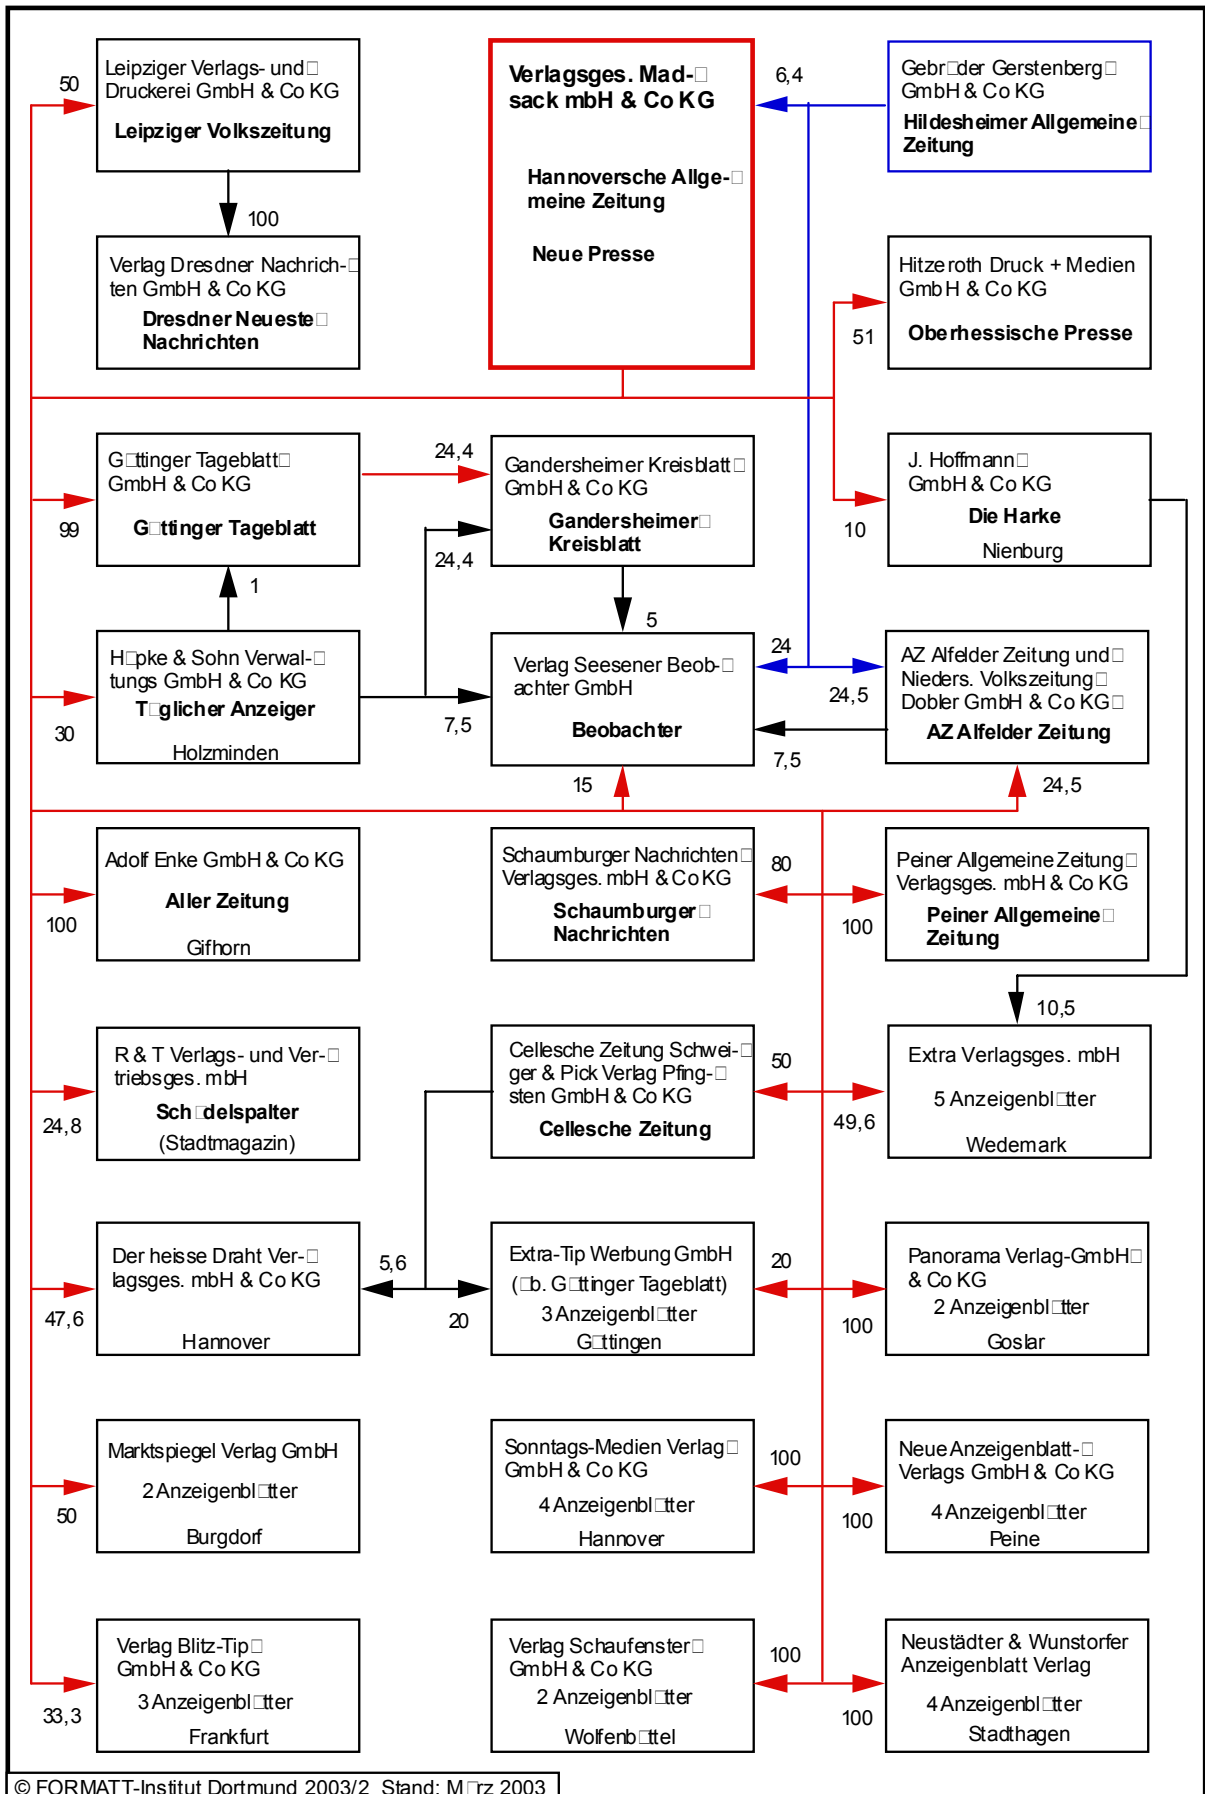 Leipziger Verlags- und□
Druckerei GmbH & Co KG
Leipziger Volkszeitung
50
100
Verlag Dresdner Nachrich-□
ten GmbH & Co KG
Dresdner Neueste□
Nachrichten
Verlagsges. Mad-□
sack mbH & Co KG
Hannoversche Allge-□
meine Zeitung
Neue Presse
6,4
Gebr□der Gerstenberg□
GmbH & Co KG
Hildesheimer Allgemeine□
Zeitung
Hitzeroth Druck + Medien
GmbH & Co KG
Oberhessische Presse
51
G□ttinger Tageblatt□
GmbH & Co KG
G□ttinger Tageblatt
99
1
24,4
Gandersheimer Kreisblatt□
GmbH & Co KG
Gandersheimer□
Kreisblatt
24,4
5
J. Hoffmann□
GmbH & Co KG
Die Harke
Nienburg
10
H□pke & Sohn Verwal-□
tungs GmbH & Co KG
T□glicher Anzeiger
Holzminden
30
7,5
Verlag Seesener Beob-□
achter GmbH
Beobachter
24
24,5
7,5
15
AZ Alfelder Zeitung und□
Nieders. Volkszeitung□
Dobler GmbH & Co KG□
AZ Alfelder Zeitung
24,5
Adolf Enke GmbH & Co KG
Aller Zeitung
Gifhorn
100
Schaumburger Nachrichten□
Verlagsges. mbH & Co KG
Schaumburger□
Nachrichten
80
100
Peiner Allgemeine Zeitung□
Verlagsges. mbH & Co KG
Peiner Allgemeine□
Zeitung
10,5
R & T Verlags- und Ver-□
triebsges. mbH
Sch□delspalter
(Stadtmagazin)
24,8
Cellesche Zeitung Schwei-□
ger & Pick Verlag Pfing-□
sten GmbH & Co KG
Cellesche Zeitung
50
49,6
Extra Verlagsges. mbH
5 Anzeigenbl□tter
Wedemark
Der heisse Draht Ver-□
lagsges. mbH & Co KG
Hannover
47,6
5,6
20
Extra-Tip Werbung GmbH
(□b. G□ttinger Tageblatt)
3 Anzeigenbl□tter
G□ttingen
20
100
Panorama Verlag-GmbH□
& Co KG
2 Anzeigenbl□tter
Goslar
Marktspiegel Verlag GmbH
2 Anzeigenbl□tter
Burgdorf
50
Sonntags-Medien Verlag□
GmbH & Co KG
4 Anzeigenbl□tter
Hannover
100
100
Neue Anzeigenblatt-□
Verlags GmbH & Co KG
4 Anzeigenbl□tter
Peine
Verlag Blitz-Tip□
GmbH & Co KG
3 Anzeigenbl□tter
Frankfurt
33,3
Verlag Schaufenster□
GmbH & Co KG
2 Anzeigenbl□tter
Wolfenb□ttel
100
100
Neustädter & Wunstorfer
Anzeigenblatt Verlag
4 Anzeigenbl□tter
Stadthagen
© FORMATT-Institut Dortmund 2003/2 Stand: M□rz 2003